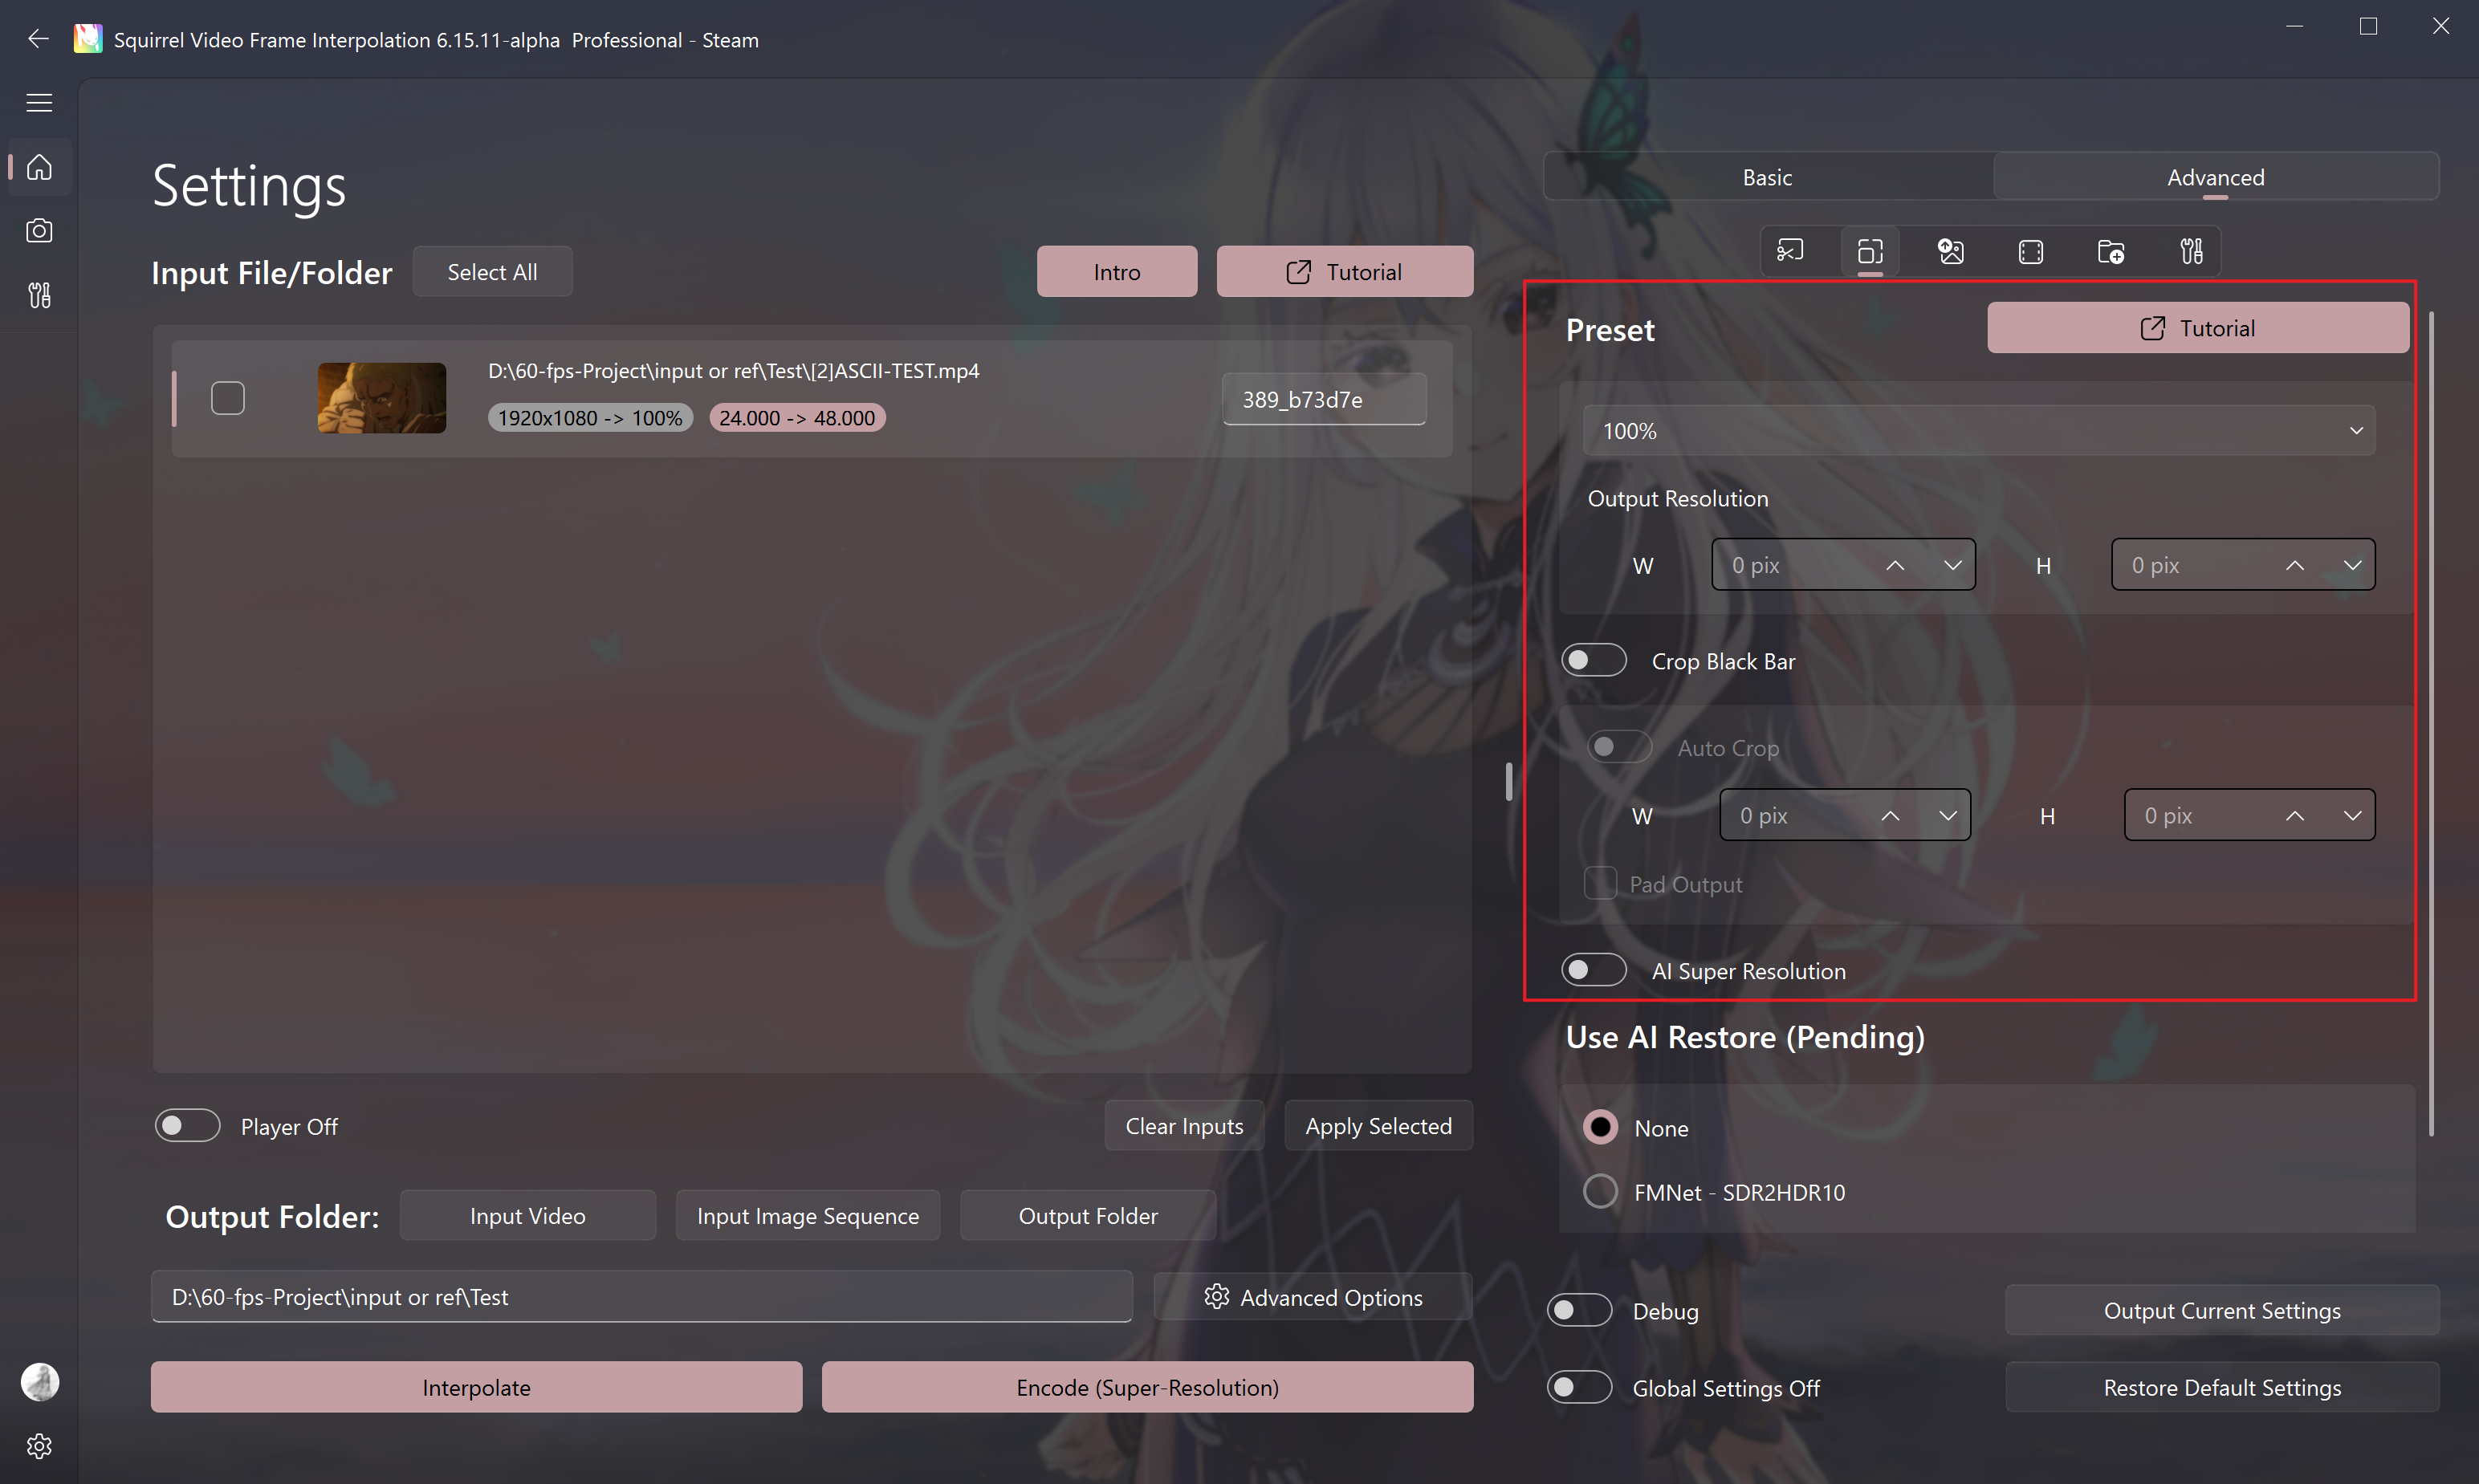 Squirrel Video Frame Interpolation 6.15.11-alpha  Professional - Steam
Settings
Input File/Folder
Select All
Intro
Tutorial
D:\60-fps-Project\input or ref\Test\[2]ASCII-TEST.mp4
1920x1080 -> 100%
24.000 -> 48.000
389_b73d7e
Player Off
Clear Inputs
Apply Selected
Output Folder:
Input Video
Input Image Sequence
Output Folder
D:\60-fps-Project\input or ref\Test
Advanced Options
Interpolate
Encode (Super-Resolution)
Basic
Advanced
Preset
Tutorial
100%
Output Resolution
W
0 pix
H
0 pix
Crop Black Bar
Auto Crop
W
0 pix
H
0 pix
Pad Output
AI Super Resolution
Use AI Restore (Pending)
None
FMNet - SDR2HDR10
Debug
Output Current Settings
Global Settings Off
Restore Default Settings